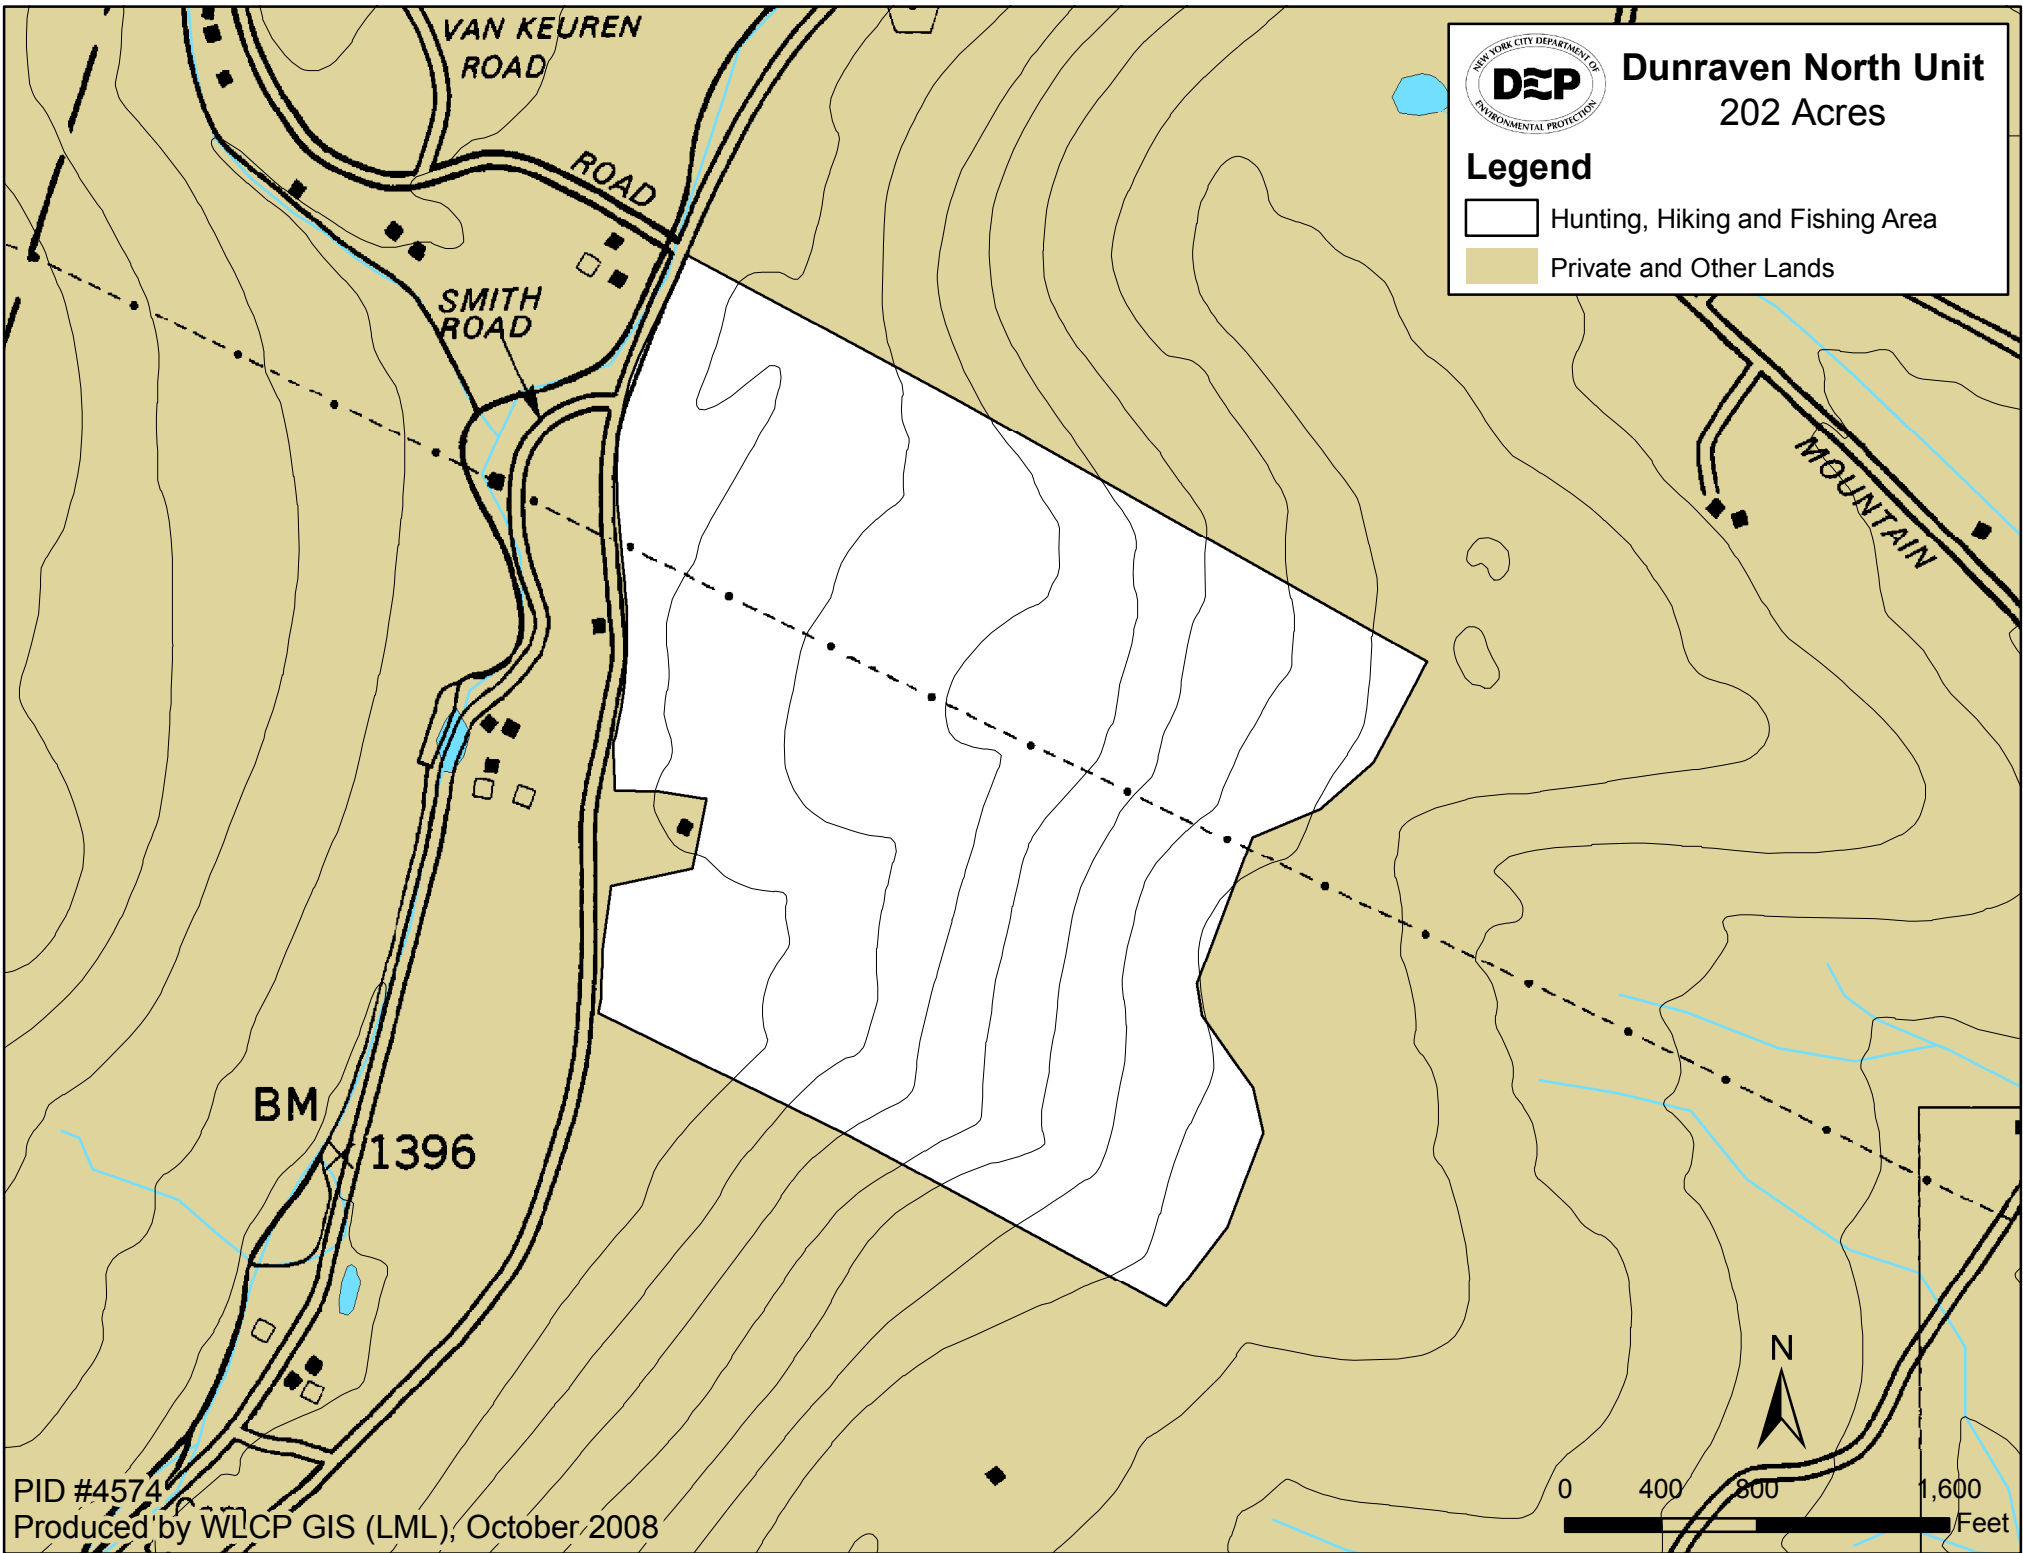 VAN KEUREN
ROAD
ROAD
SMITH
ROAD
NEW YORK CITY DEPARTMENT OF
DEP
ENVIRONMENTAL PROTECTION
Dunraven North Unit
202 Acres
Legend
Hunting, Hiking and Fishing Area
Private and Other Lands
MOUNTAIN
BM
1396
N
0 400 800 1,600
Feet
PID #4574
Produced by WLCP GIS (LML), October 2008